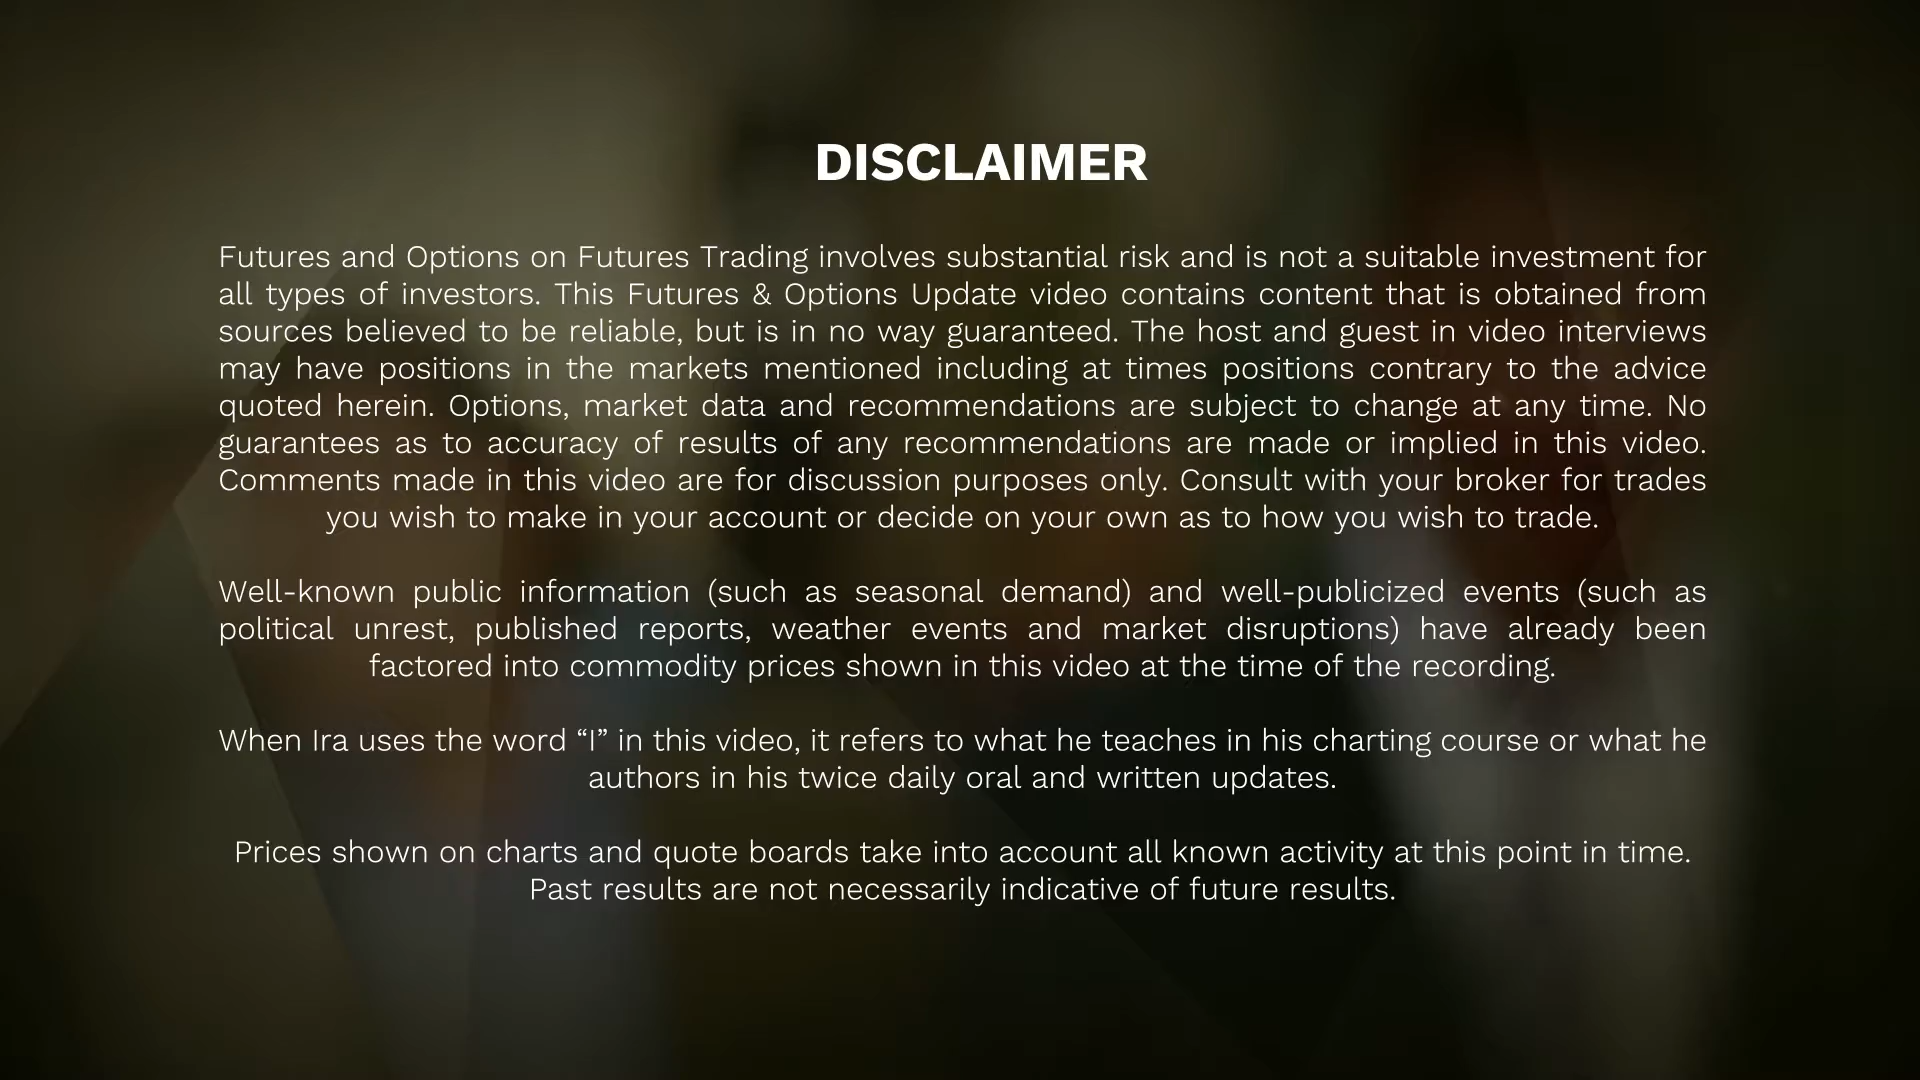 DISCLAIMER
Futures and Options on Futures Trading involves substantial risk and is not a suitable investment for
all types of investors. This Futures & Options Update video contains content that is obtained from
sources believed to be reliable, but is in no way guaranteed. The host and guest in video interviews
may have positions in the markets mentioned including at times positions contrary to the advice
quoted herein. Options, market data and recommendations are subject to change at any time. No
guarantees as to accuracy of results of any recommendations are made or implied in this video.
Comments made in this video are for discussion purposes only. Consult with your broker for trades
you wish to make in your account or decide on your own as to how you wish to trade.
Well-known public information (such as seasonal demand) and well-publicized events (such as
political unrest, published reports, weather events and market disruptions) have already been
factored into commodity prices shown in this video at the time of the recording.
When Ira uses the word “I” in this video, it refers to what he teaches in his charting course or what he
authors in his twice daily oral and written updates.
Prices shown on charts and quote boards take into account all known activity at this point in time.
Past results are not necessarily indicative of future results.